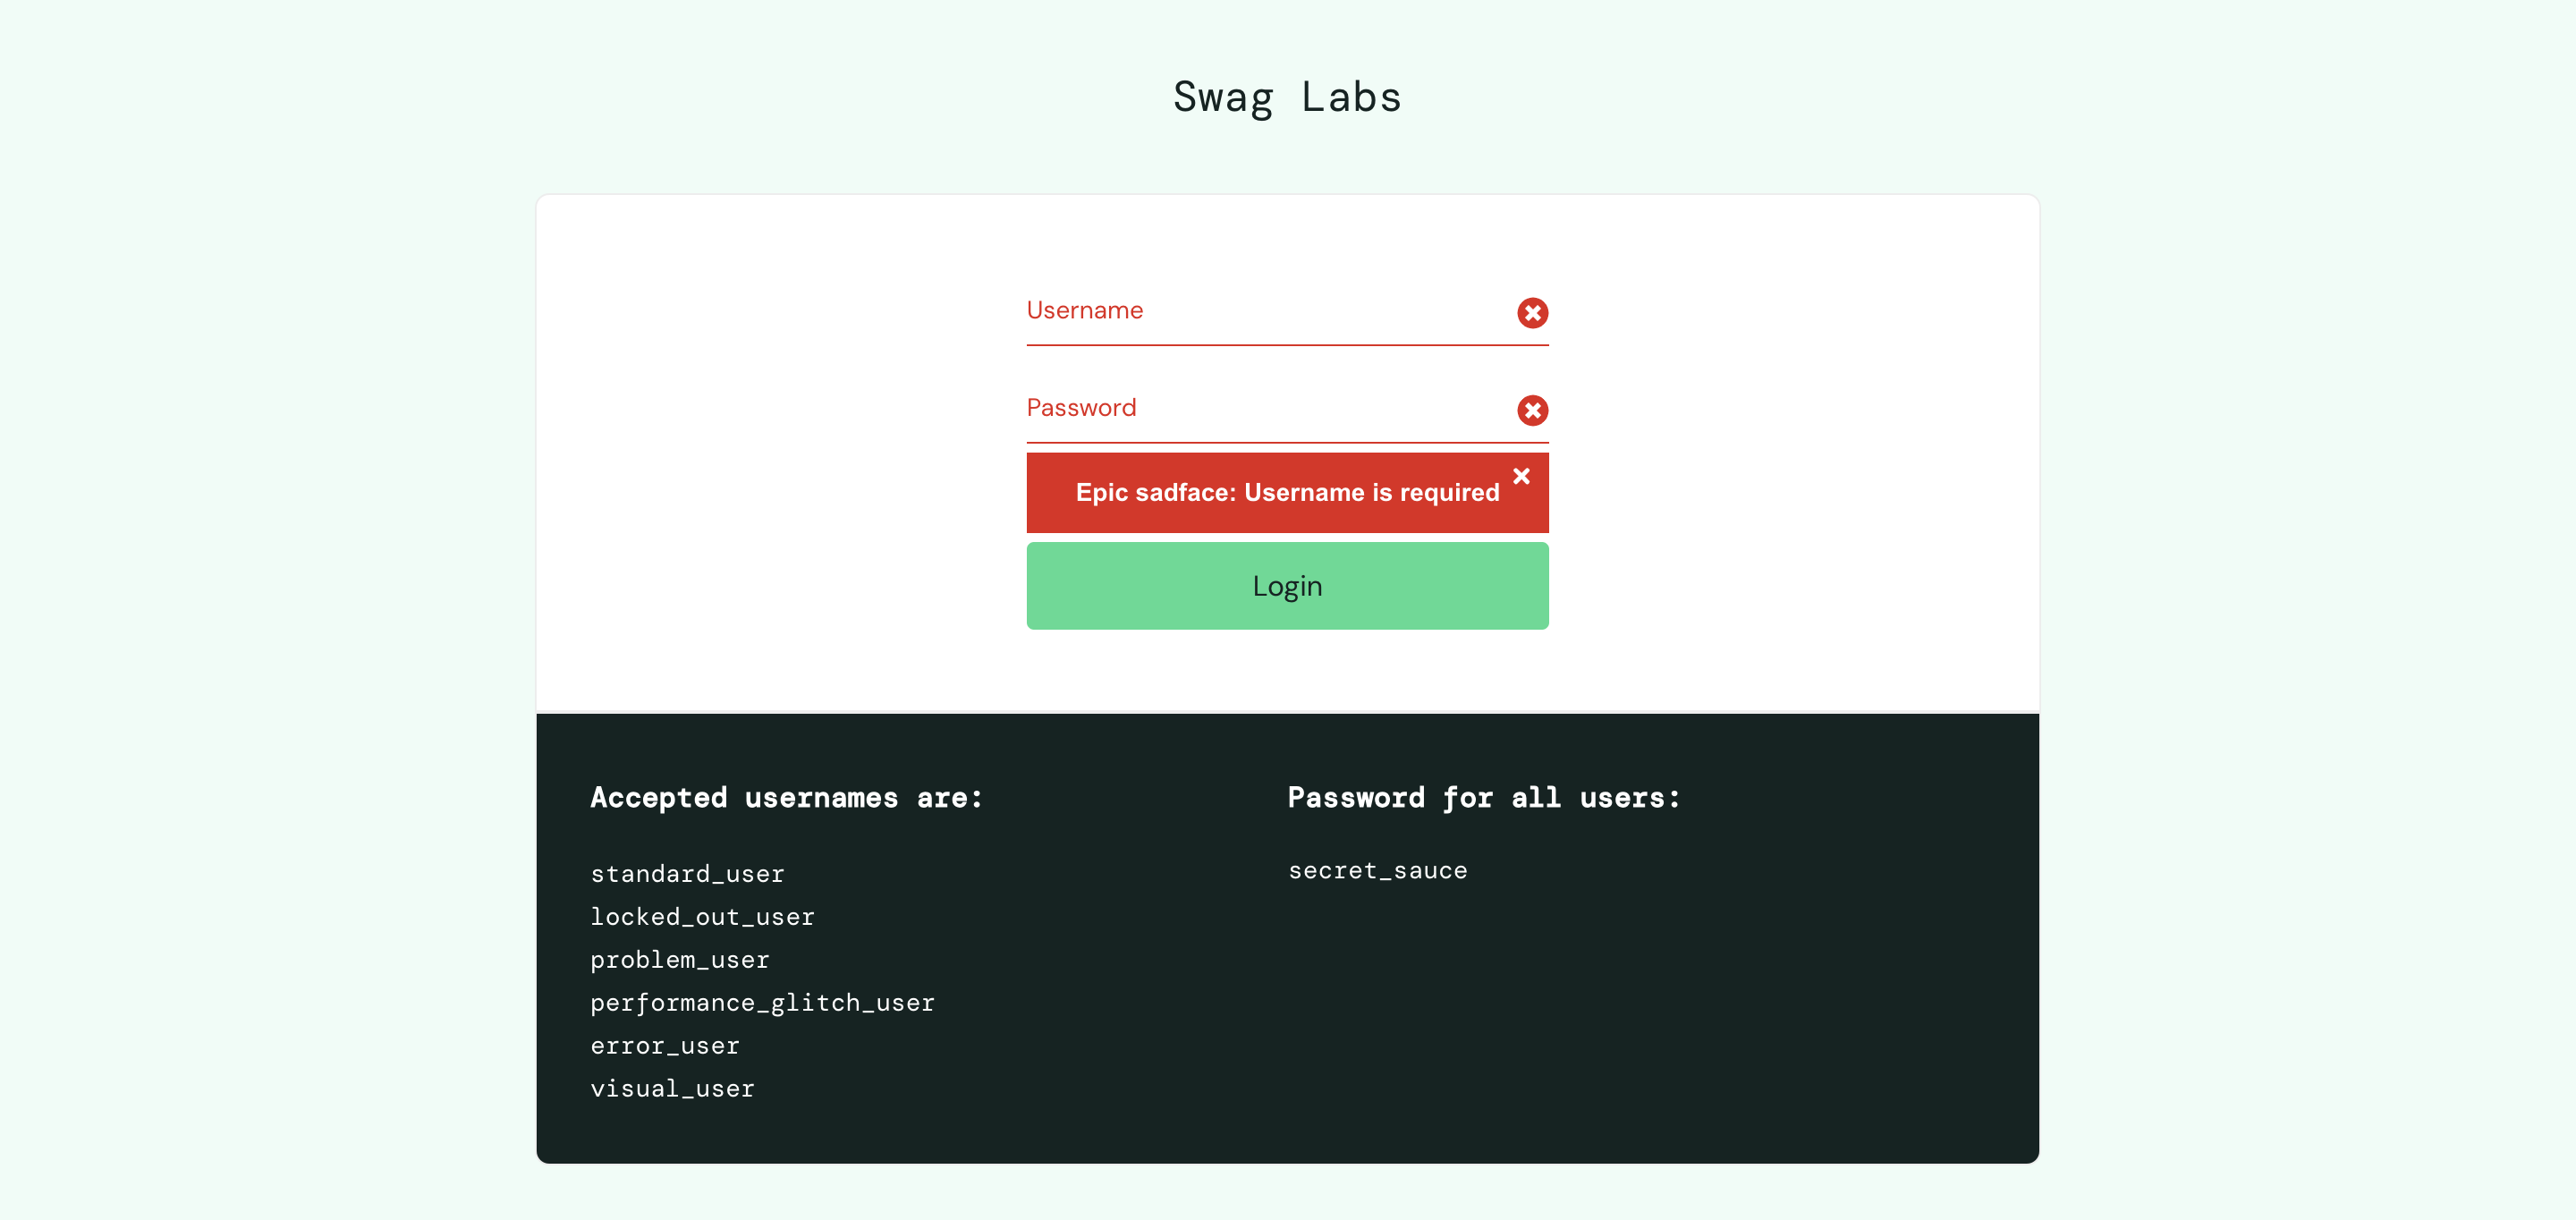 Swag Labs
Username
Password
Epic sadface: Username is required
Login
Accepted usernames are:
standard_user
locked_out_user
problem_user
performance_glitch_user
error_user
visual_user
Password for all users:
secret_sauce